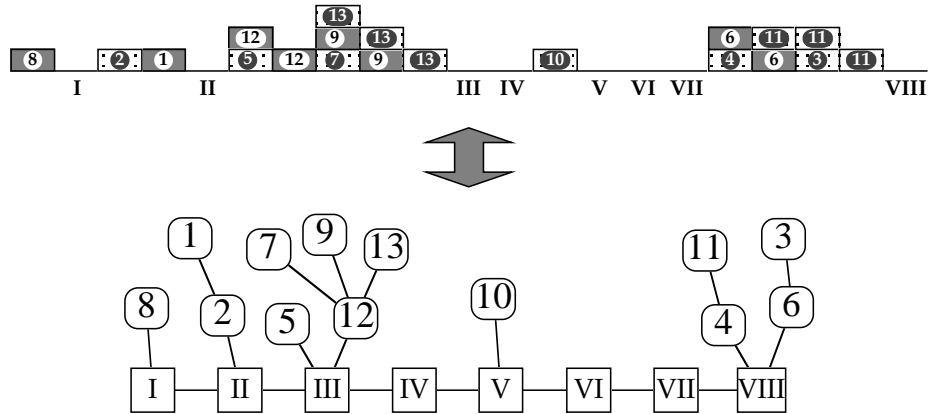 13
12 9 13
8 2 1 5 12 7 9 13 10
6 11 11
4 6 3 11
I II III IV V VI VII VIII
1 7 9 13 11 3
8 2 5 12 10 4 6
I II III IV V VI VII VIII